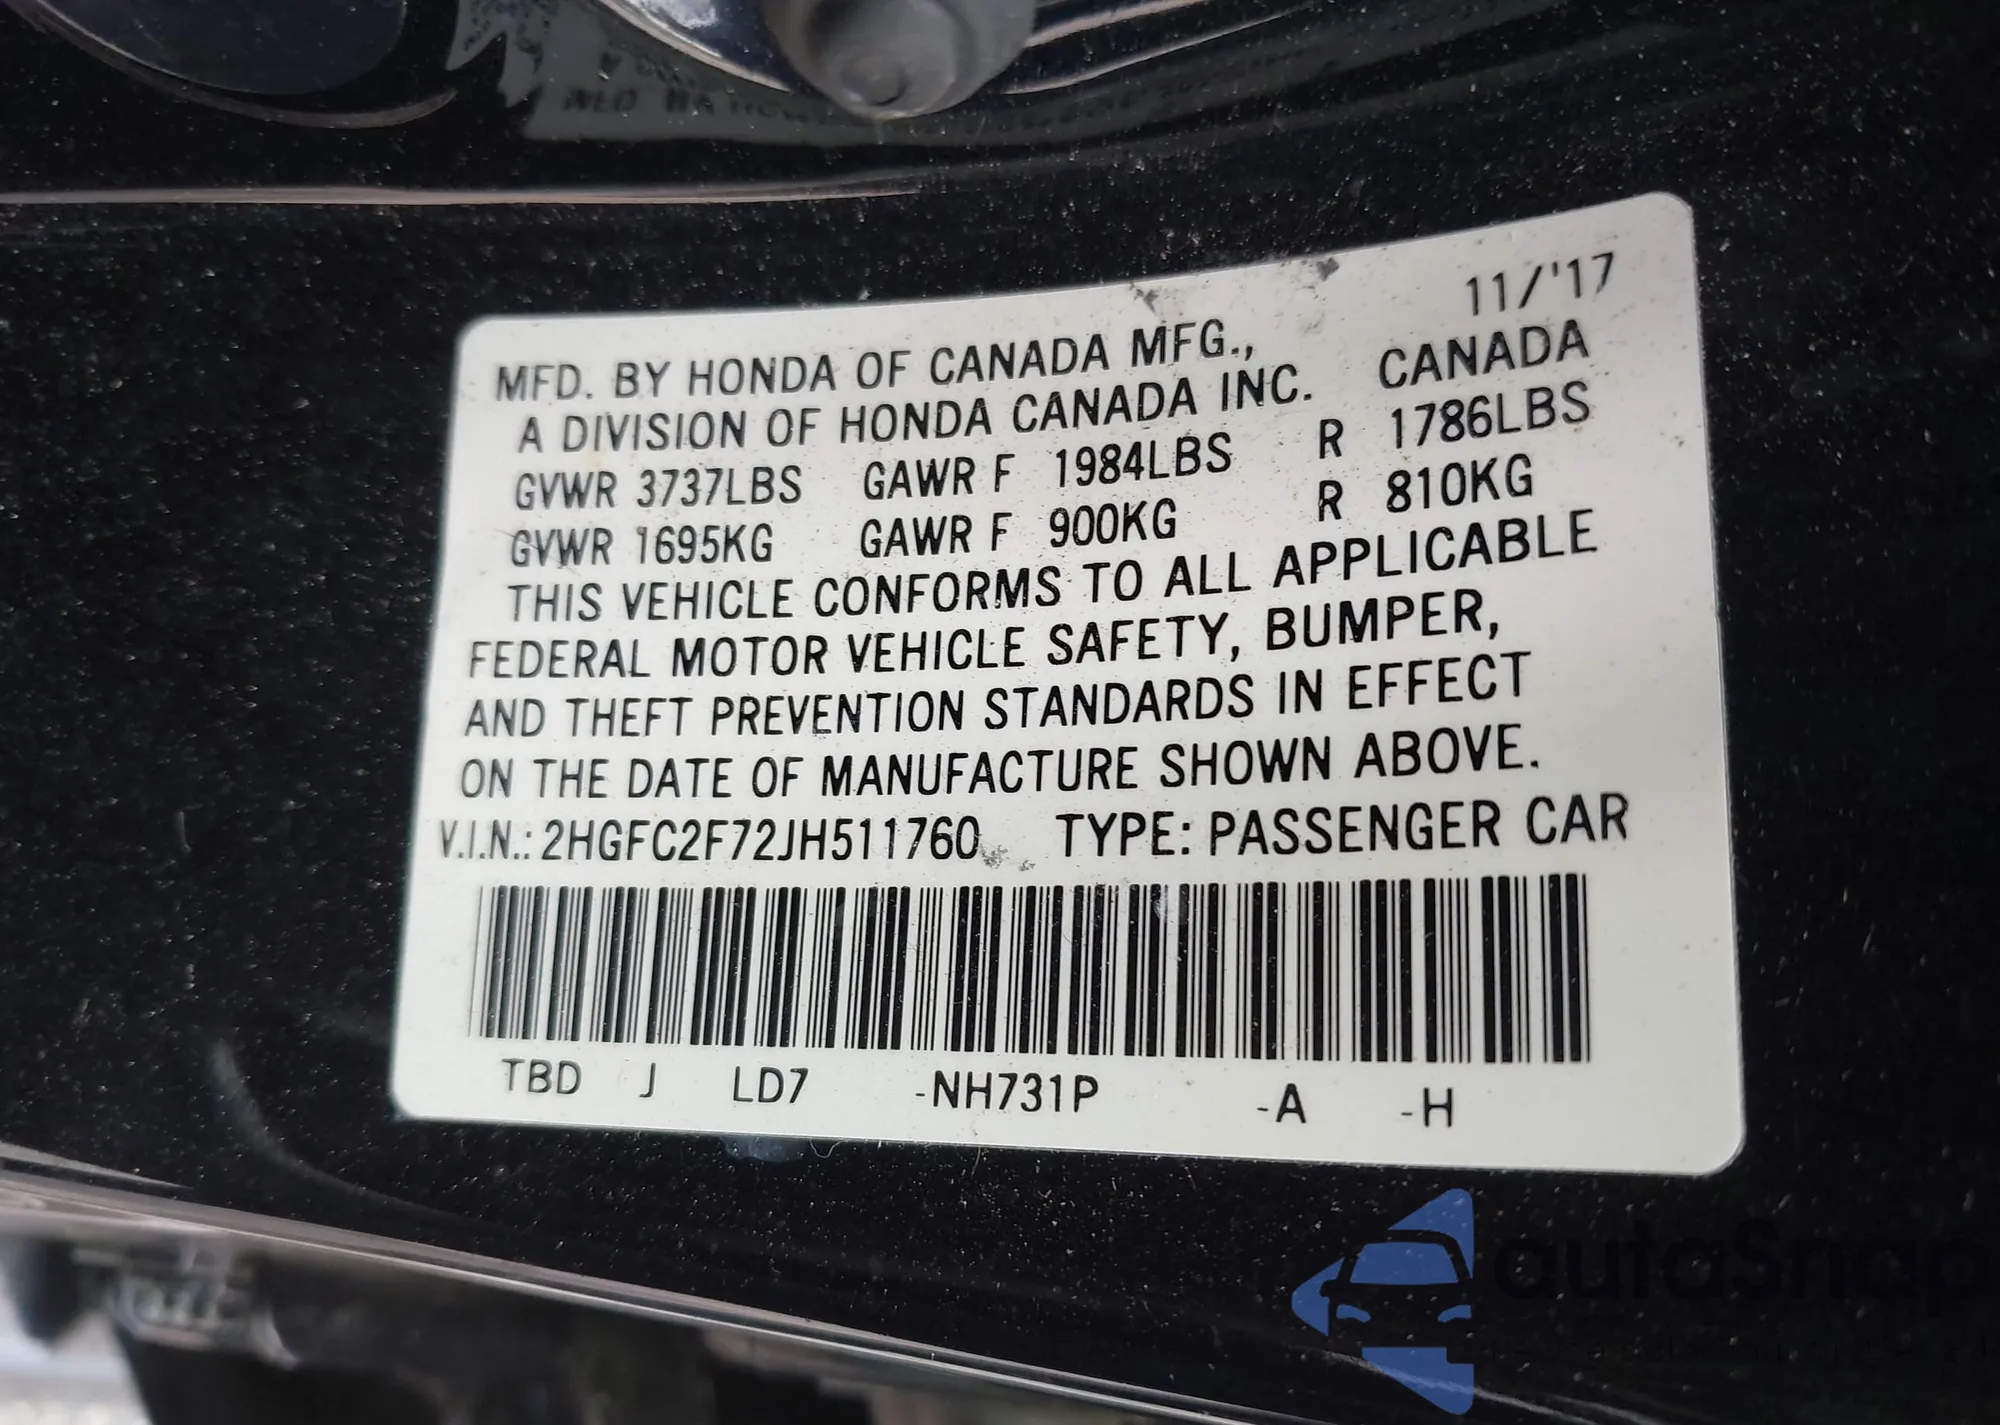 11/'17
MFD. BY HONDA OF CANADA MFG.,
A DIVISION OF HONDA CANADA INC. CANADA
GVWR 3737LBS GAWR F 1984LBS R 1786LBS
GVWR 1695KG GAWR F 900KG R 810KG
THIS VEHICLE CONFORMS TO ALL APPLICABLE
FEDERAL MOTOR VEHICLE SAFETY, BUMPER,
AND THEFT PREVENTION STANDARDS IN EFFECT
ON THE DATE OF MANUFACTURE SHOWN ABOVE.
V.I.N.: 2HGFC2F72JH511760 TYPE: PASSENGER CAR
TBD J LD7 -NH731P -A -H
autoSnap